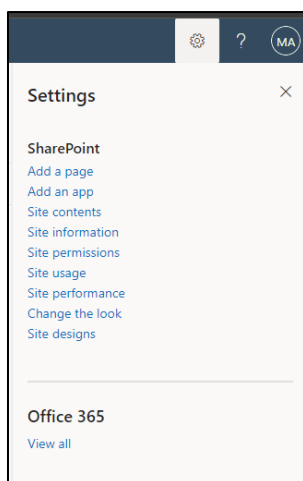 ?
MA
Settings
SharePoint
Add a page
Add an app
Site contents
Site information
Site permissions
Site usage
Site performance
Change the look
Site designs
Office 365
View all